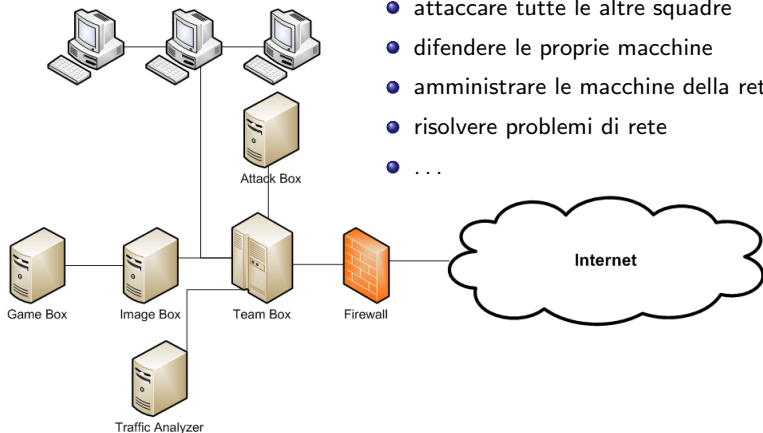 attaccare tutte le altre squadre
difendere le proprie macchine
amministrare le macchine della ret
risolvere problemi di rete
...
Attack Box
Internet
Game Box
Image Box
Team Box
Firewall
Traffic Analyzer